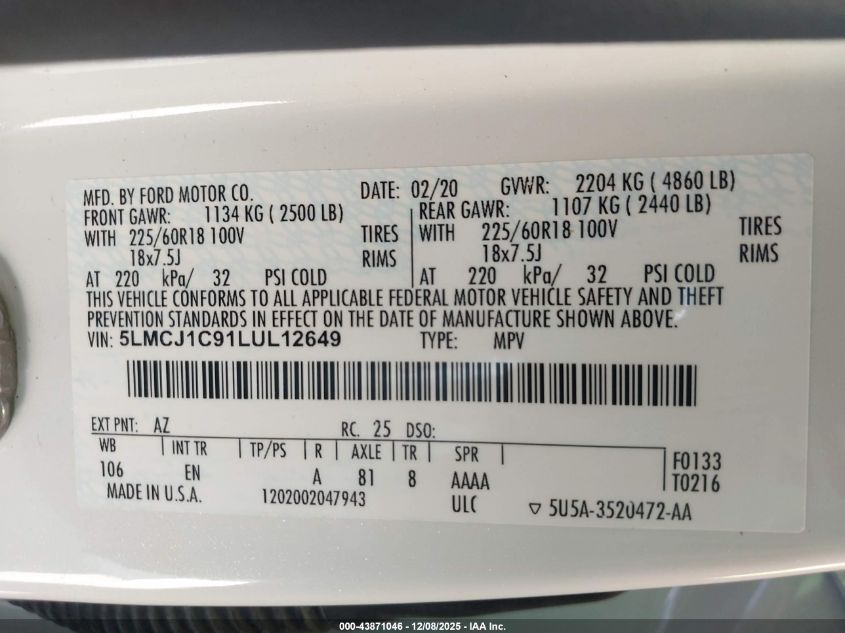 MFD. BY FORD MOTOR CO. DATE: 02/20 GVWR: 2204 KG ( 4860 LB)
FRONT GAWR: 1134 KG ( 2500 LB) REAR GAWR: 1107 KG ( 2440 LB)
WITH 225/60R18 100V TIRES WITH 225/60R18 100V TIRES
18x7.5J RIMS 18x7.5J RIMS
AT 220 kPa/ 32 PSI COLD AT 220 kPa/ 32 PSI COLD
THIS VEHICLE CONFORMS TO ALL APPLICABLE FEDERAL MOTOR VEHICLE SAFETY AND THEFT
PREVENTION STANDARDS IN EFFECT ON THE DATE OF MANUFACTURE SHOWN ABOVE.
VIN: 5LMCJ1C91LUL12649 TYPE: MPV
EXT PNT: AZ RC: 25 DSO:
WB INT TR TP/PS R AXLE TR SPR F0133
106 EN A 81 8 AAAA T0216
MADE IN U.S.A. 1202002047943 ULC ▽ 5U5A-3520472-AA
000-43871046 - 12/08/2025 - IAA Inc.